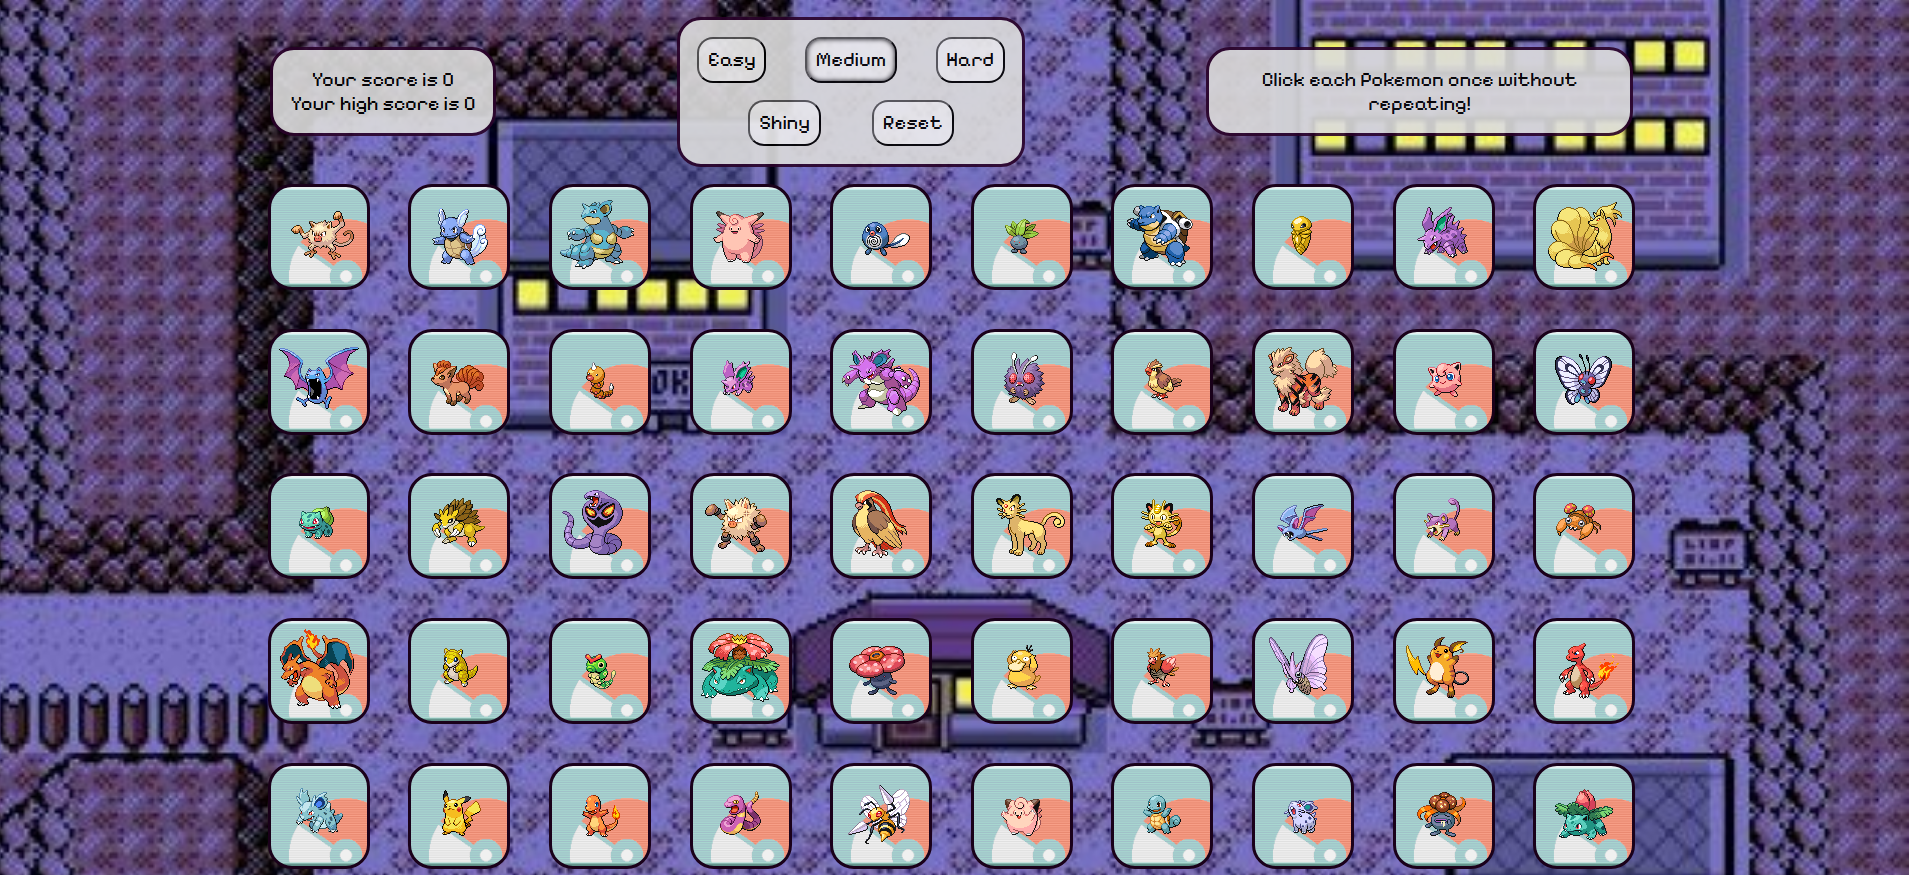 Your score is 0
Your high score is 0
Easy
Medium
Hard
Shiny
Reset
Click each Pokemon once without
repeating!